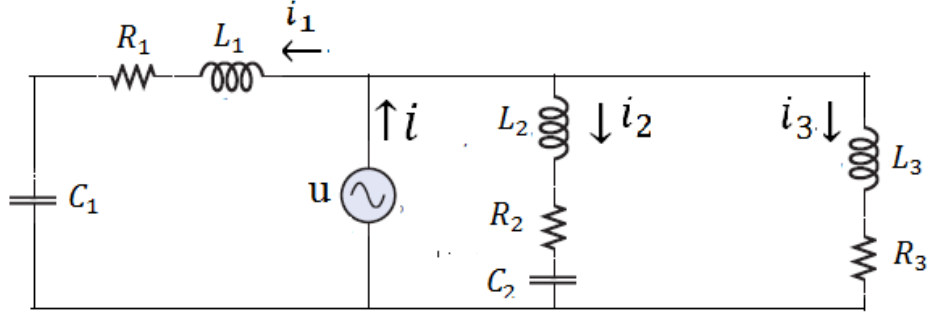 i₁
R₁ L₁
i
L₂ i₂
i₃ L₃
C₁
u
R₂
R₃
C₂